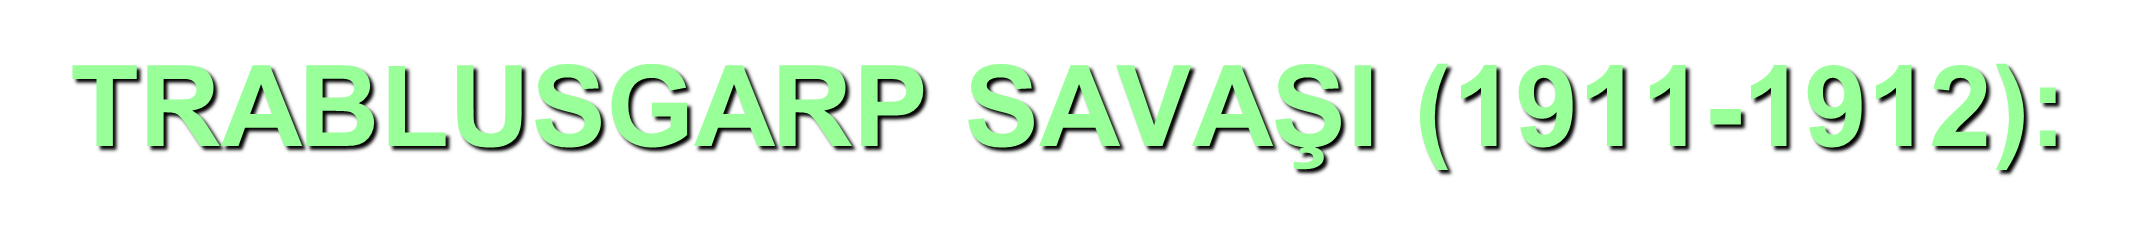 TRABLUSGARP SAVAŞI (1911-1912):